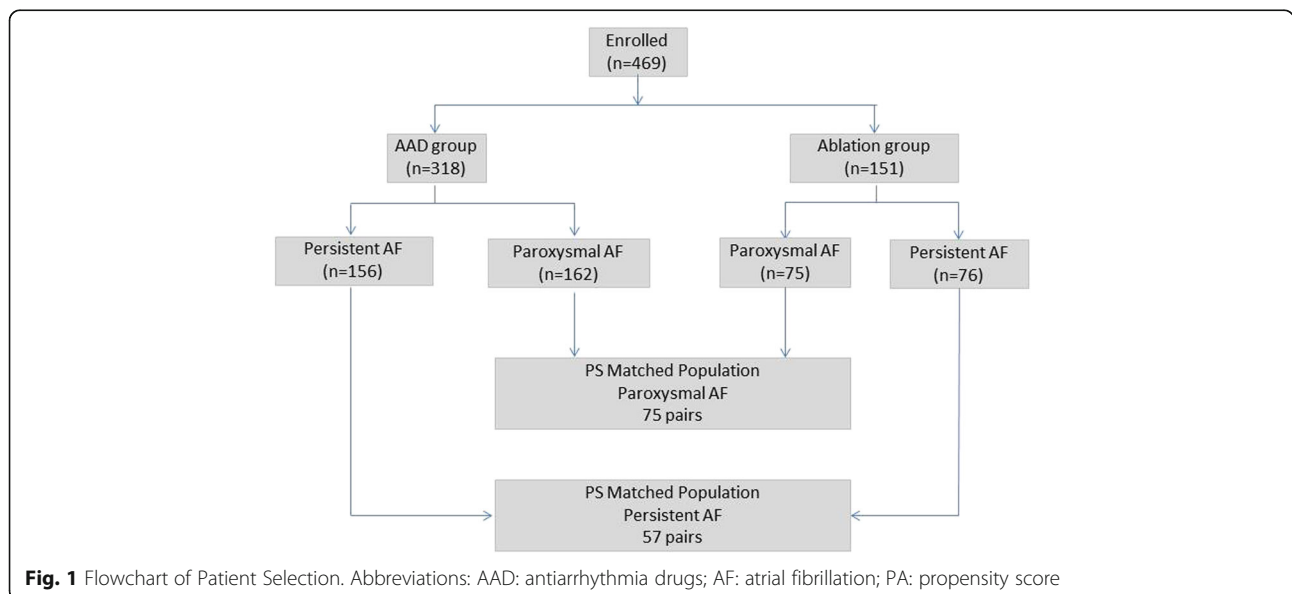 Enrolled
(n=469)
AAD group
(n=318)
Ablation group
(n=151)
Persistent AF
(n=156)
Paroxysmal AF
(n=162)
Paroxysmal AF
(n=75)
Persistent AF
(n=76)
PS Matched Population
Paroxysmal AF
75 pairs
PS Matched Population
Persistent AF
57 pairs
Fig. 1 Flowchart of Patient Selection. Abbreviations: AAD: antiarrhythmia drugs; AF: atrial fibrillation; PA: propensity score